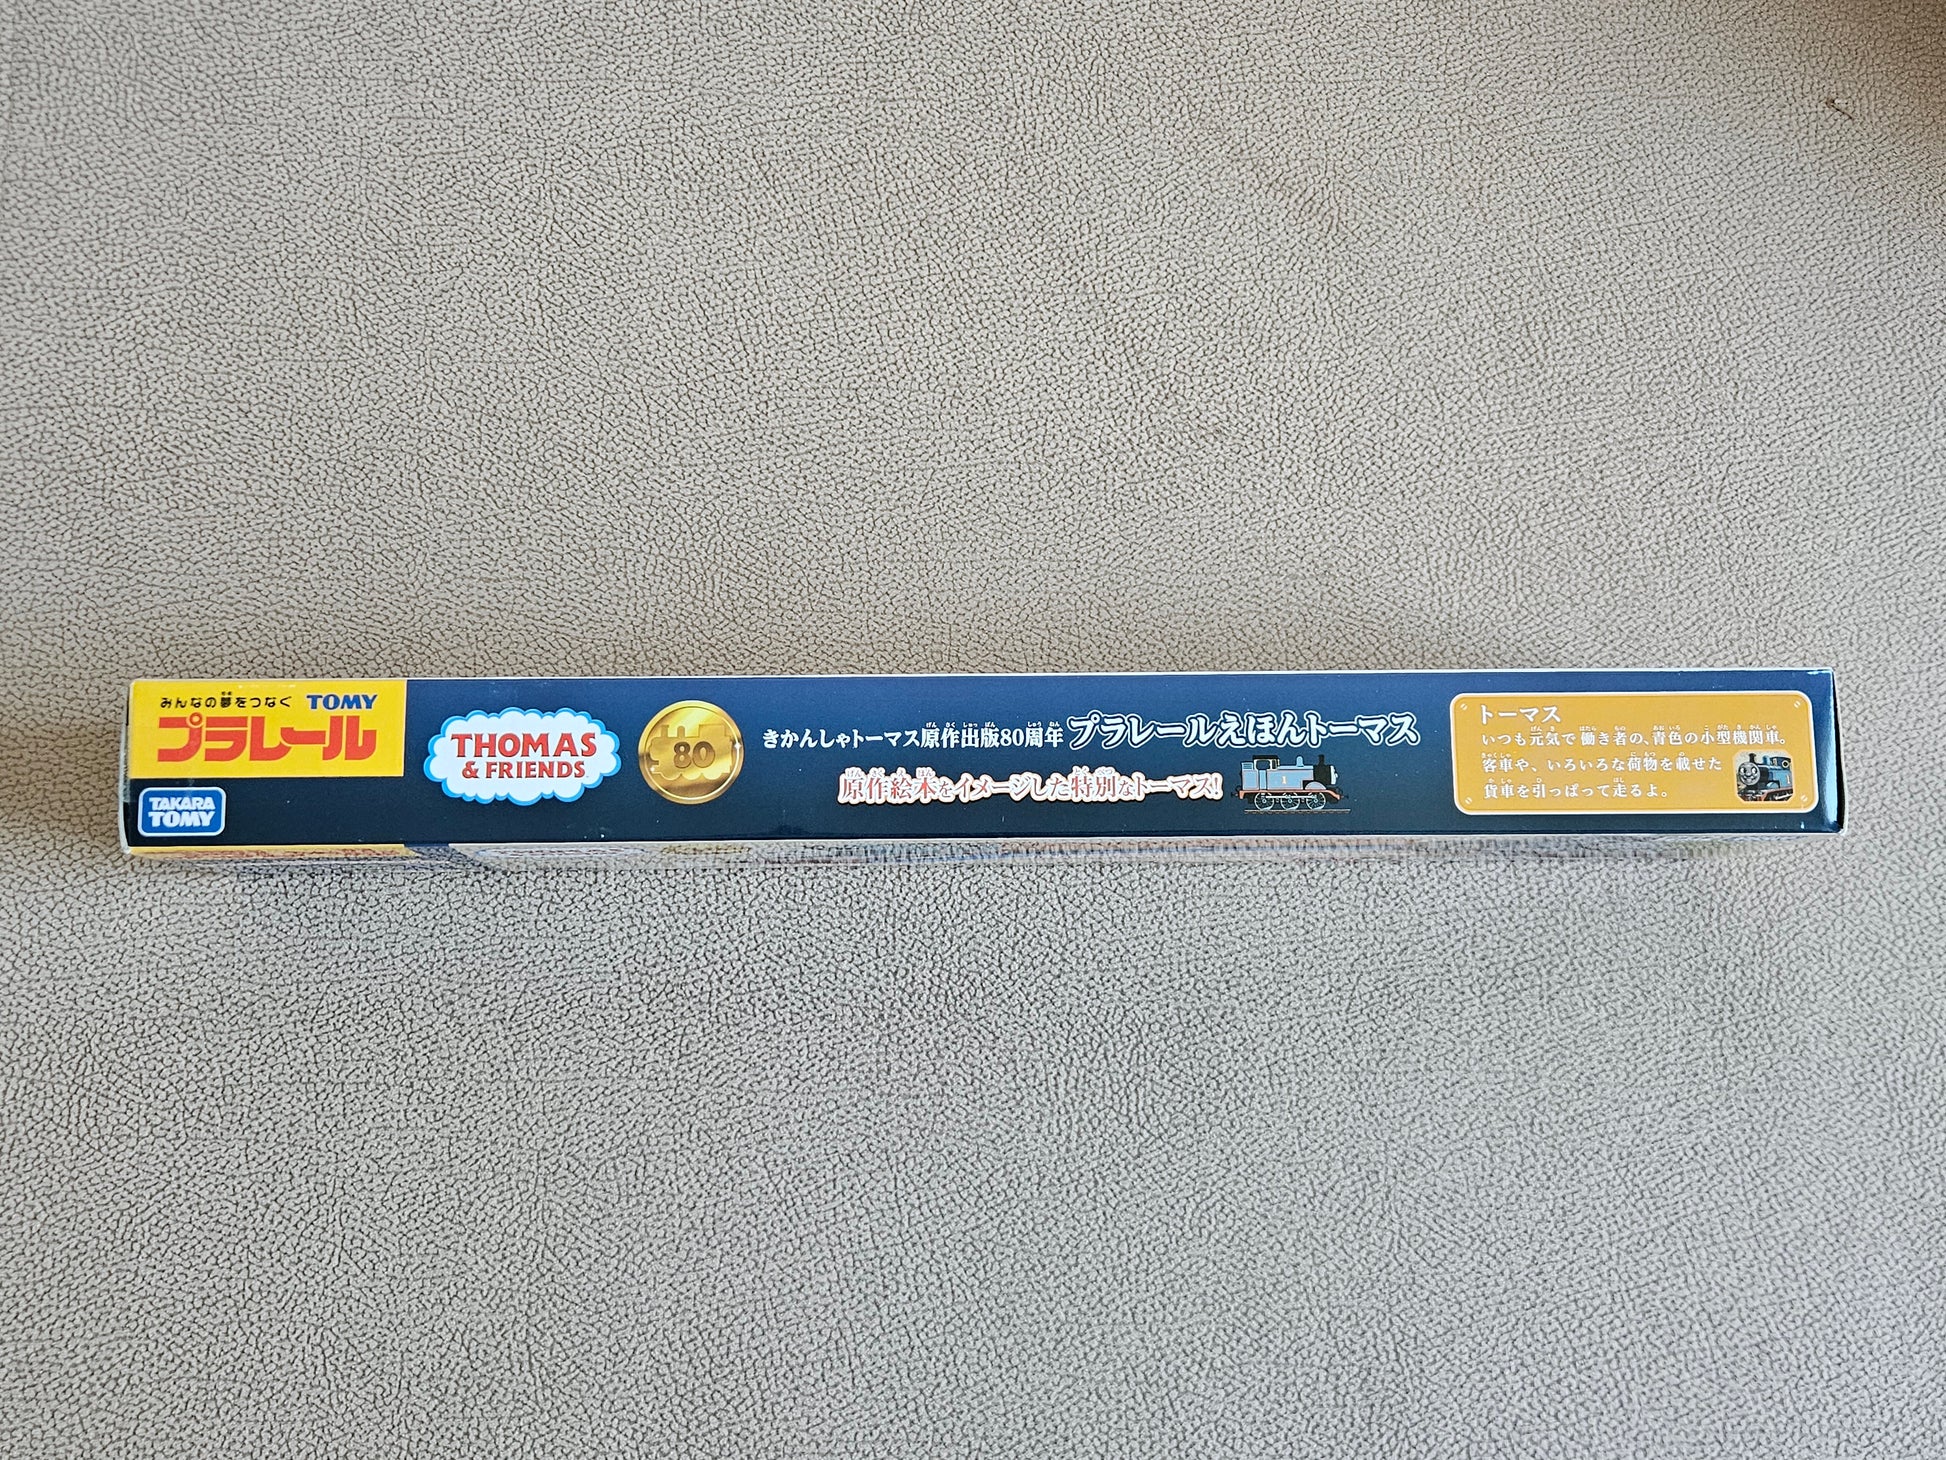 みんなの夢をつなぐ TOMY
プラレール
TAKARA
TOMY
THOMAS
& FRIENDS
80
きかんしゃトーマス原作出版80周年 プラレールえほんトーマス
原作絵本をイメージした特別なトーマス!
1
トーマス
いつも元気で働き者の、青色の小型機関車。
客車や、いろいろな荷物を載せた
貨車を引っぱって走るよ。